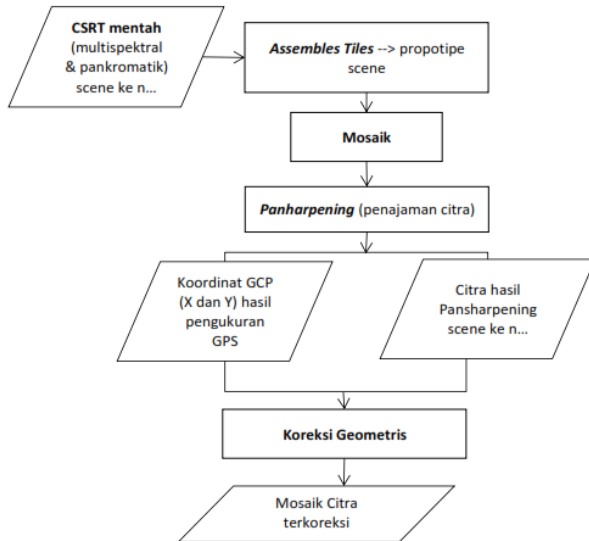 CSRT mentah
(multispektral
& pankromatik)
scene ke n…
Assembles Tiles --> propotipe
scene
Mosaik
Panharpening (penajaman citra)
Koordinat GCP
(X dan Y) hasil
pengukuran
GPS
Citra hasil
Pansharpening
scene ke n…
Koreksi Geometris
Mosaik Citra
terkoreksi